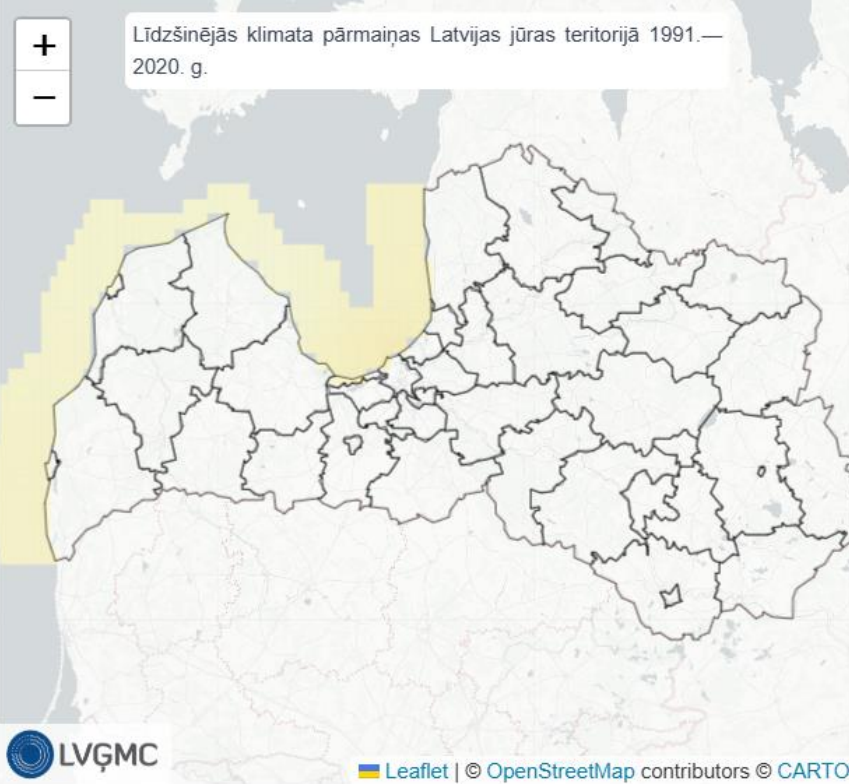 +
Līdzšinējās klimata pārmaiņas Latvijas jūras teritorijā 1991.—
2020. g.
−
LVĢMC
Leaflet | © OpenStreetMap contributors © CARTO